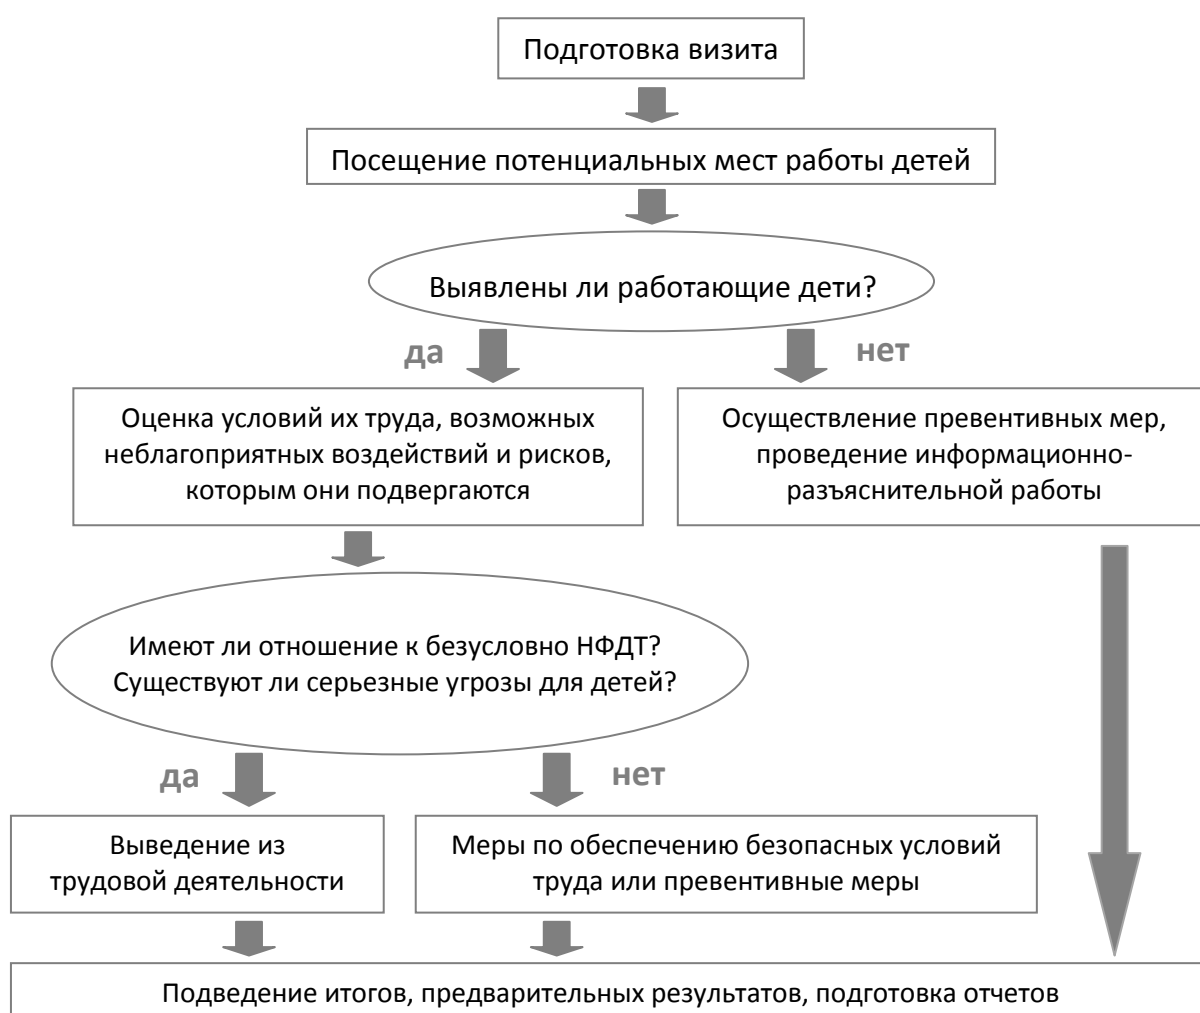 Подготовка визита
Посещение потенциальных мест работы детей
Выявлены ли работающие дети?
да
нет
Оценка условий их труда, возможных
неблагоприятных воздействий и рисков,
которым они подвергаются
Осуществление превентивных мер,
проведение информационно-
разъяснительной работы
Имеют ли отношение к безусловно НФДТ?
Существуют ли серьезные угрозы для детей?
да
нет
Выведение из
трудовой деятельности
Меры по обеспечению безопасных условий
труда или превентивные меры
Подведение итогов, предварительных результатов, подготовка отчетов